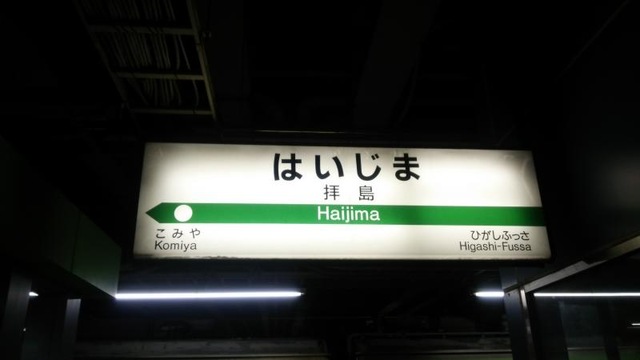 はいじま
拝島
Haijima
こみや
Komiya
ひがしふっさ
Higashi-Fussa